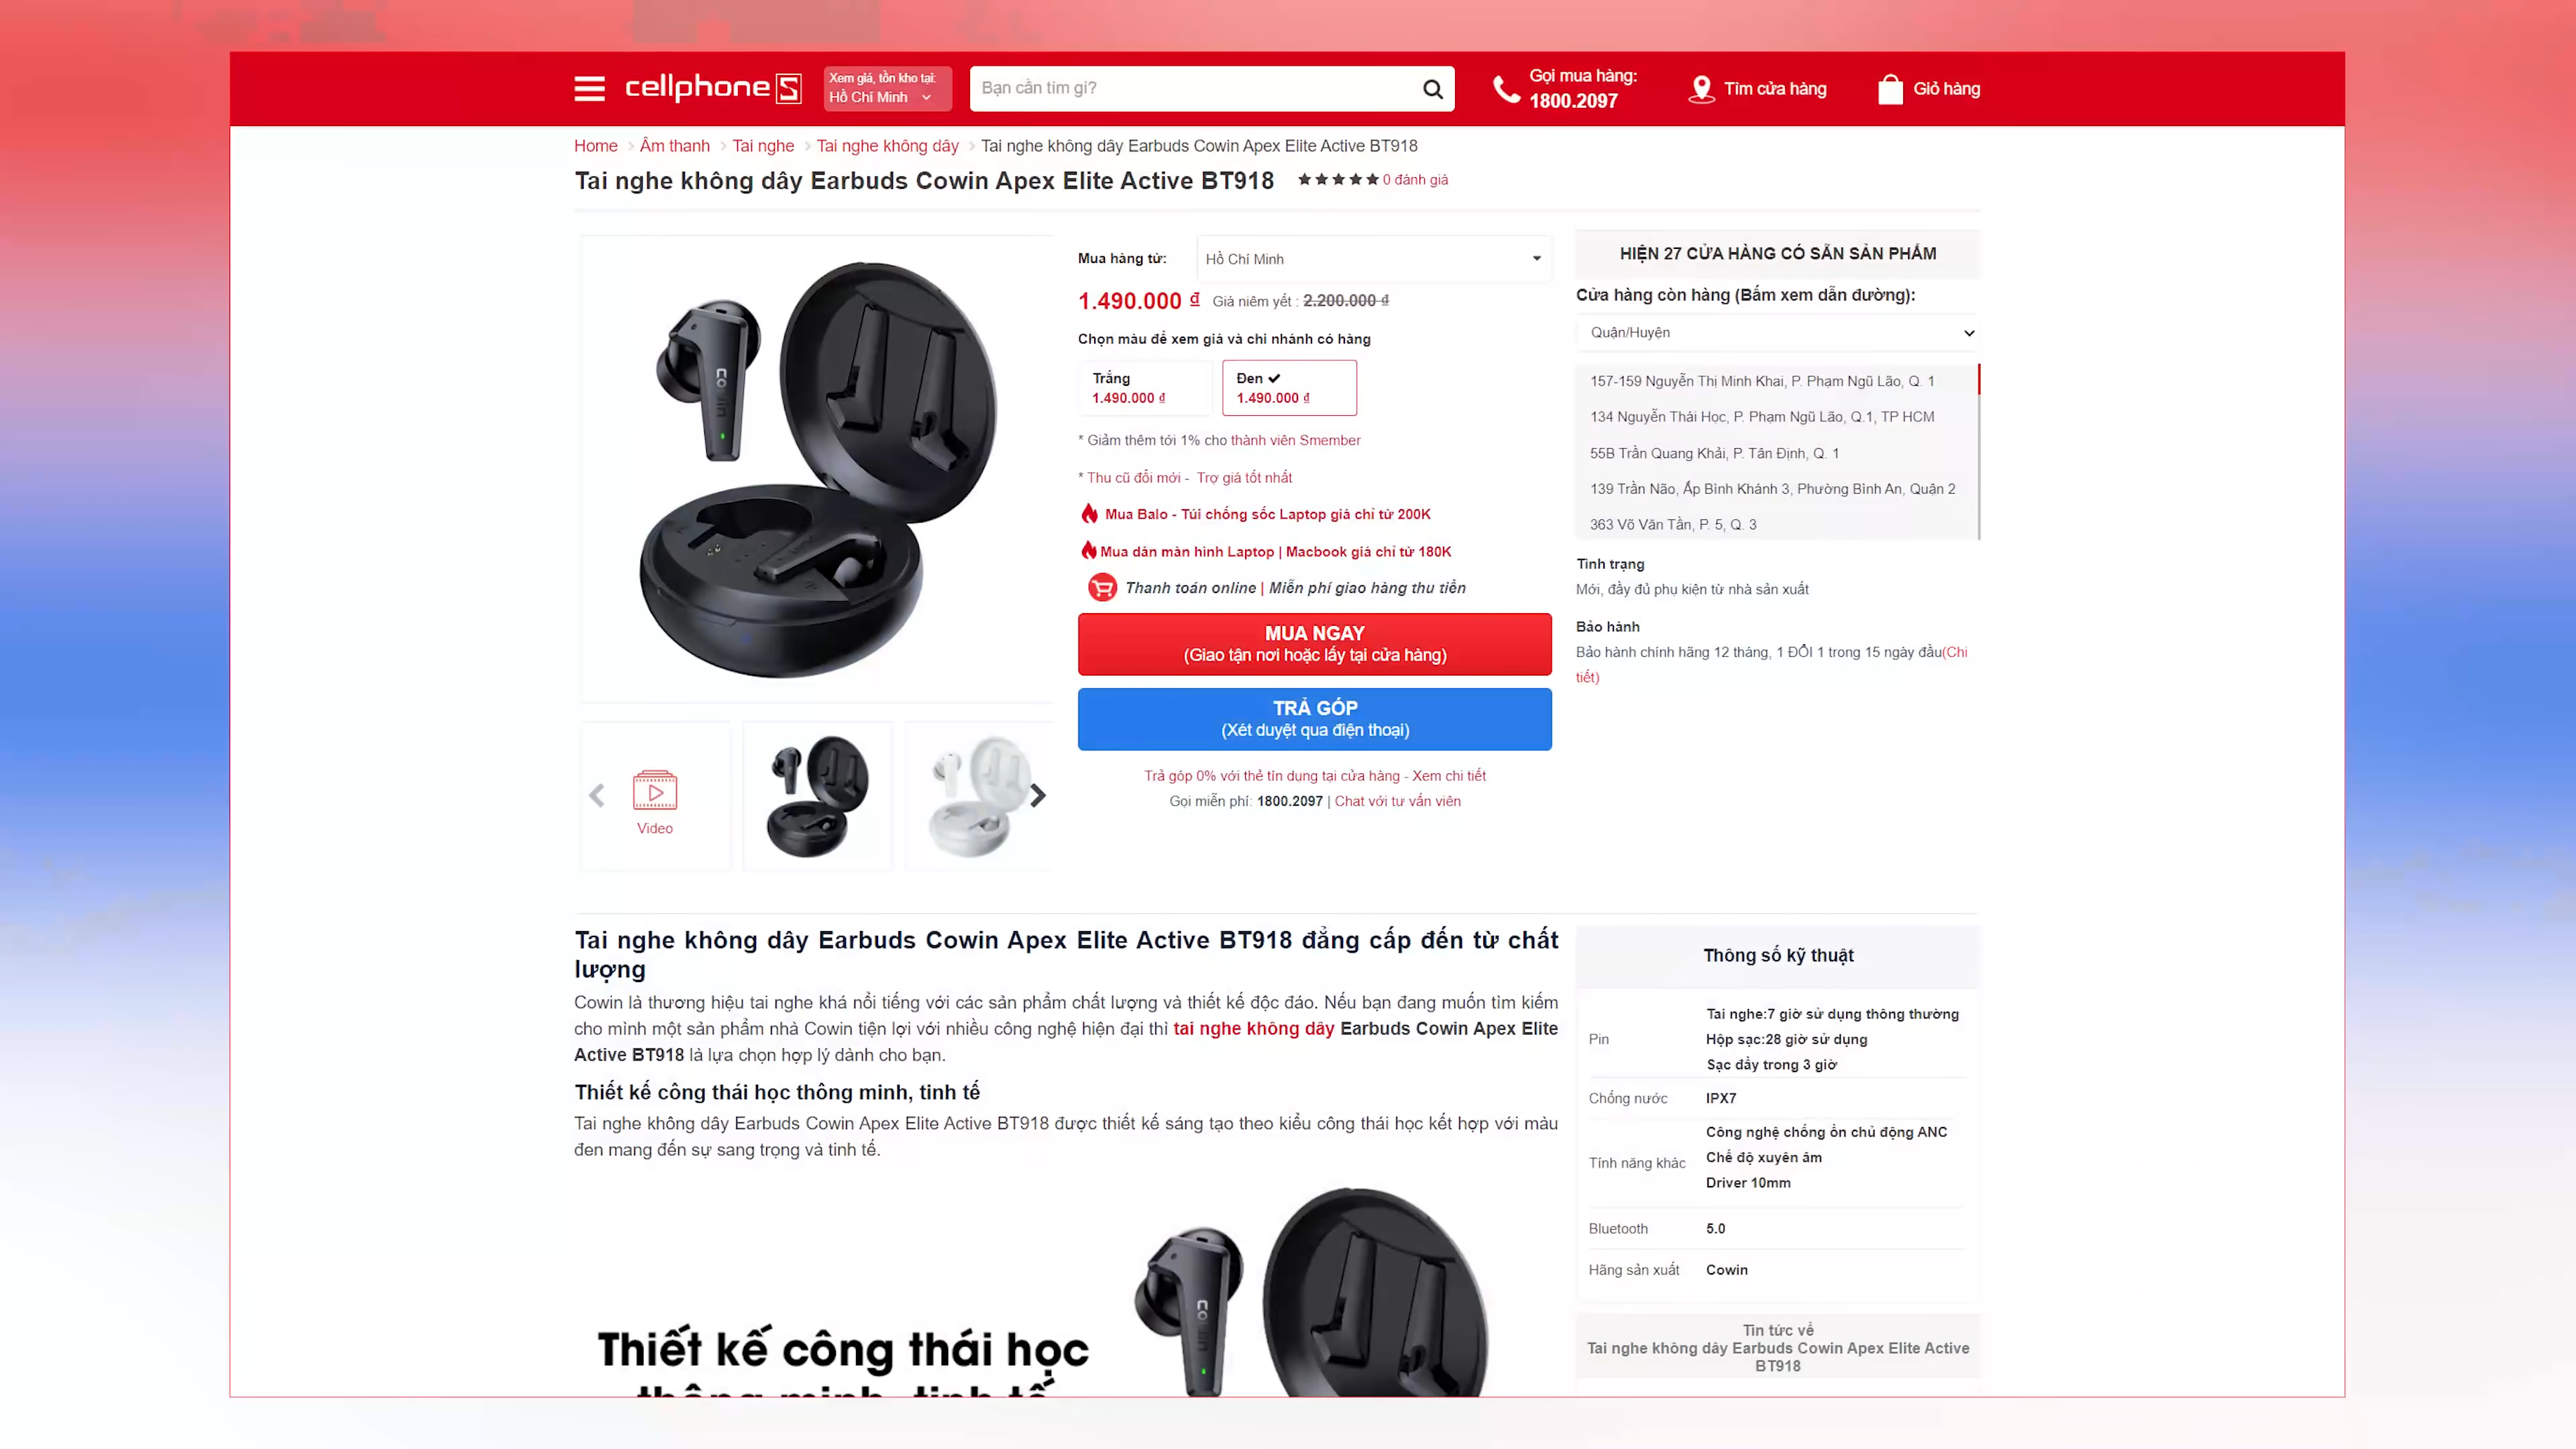 cellphoneS
Xem giá, tồn kho tại:
Hồ Chí Minh
Bạn cần tìm gì?
Gọi mua hàng:
1800.2097
Tìm cửa hàng
Giỏ hàng
Home > Âm thanh > Tai nghe > Tai nghe không dây > Tai nghe không dây Earbuds Cowin Apex Elite Active BT918
Tai nghe không dây Earbuds Cowin Apex Elite Active BT918 ★★★★★ 0 đánh giá
cowin
Mua hàng từ: Hồ Chí Minh
1.490.000 ₫ Giá niêm yết : 2.200.000 ₫
Chọn màu để xem giá và chi nhánh có hàng
Trắng
1.490.000 ₫
Đen ✔
1.490.000 ₫
* Giảm thêm tới 1% cho thành viên Smember
* Thu cũ đổi mới - Trợ giá tốt nhất
Mua Balo - Túi chống sốc Laptop giá chỉ từ 200K
Mua dán màn hình Laptop | Macbook giá chỉ từ 180K
Thanh toán online | Miễn phí giao hàng thu tiền
MUA NGAY
(Giao tận nơi hoặc lấy tại cửa hàng)
TRẢ GÓP
(Xét duyệt qua điện thoại)
Trả góp 0% với thẻ tín dung tại cửa hàng - Xem chi tiết
Gọi miễn phí: 1800.2097 | Chat với tư vấn viên
HIỆN 27 CỬA HÀNG CÓ SẴN SẢN PHẨM
Cửa hàng còn hàng (Bấm xem dẫn đường):
Quận/Huyện
157-159 Nguyễn Thị Minh Khai, P. Phạm Ngũ Lão, Q. 1
134 Nguyễn Thái Học, P. Phạm Ngũ Lão, Q.1, TP HCM
55B Trần Quang Khải, P. Tân Định, Q. 1
139 Trần Não, Ấp Bình Khánh 3, Phường Bình An, Quận 2
363 Võ Văn Tần, P. 5, Q. 3
Tình trạng
Mới, đầy đủ phụ kiện từ nhà sản xuất
Bảo hành
Bảo hành chính hãng 12 tháng, 1 ĐỔI 1 trong 15 ngày đầu(Chi
tiết)
Video
Tai nghe không dây Earbuds Cowin Apex Elite Active BT918 đẳng cấp đến từ chất
lượng
Cowin là thương hiệu tai nghe khá nổi tiếng với các sản phẩm chất lượng và thiết kế độc đáo. Nếu bạn đang muốn tìm kiếm
cho mình một sản phẩm nhà Cowin tiện lợi với nhiều công nghệ hiện đại thì tai nghe không dây Earbuds Cowin Apex Elite
Active BT918 là lựa chọn hợp lý dành cho bạn.
Thiết kế công thái học thông minh, tinh tế
Tai nghe không dây Earbuds Cowin Apex Elite Active BT918 được thiết kế sáng tạo theo kiểu công thái học kết hợp với màu
đen mang đến sự sang trọng và tinh tế.
Thiết kế công thái học
thông minh, tinh tế
cowin
Thông số kỹ thuật
Pin
Tai nghe:7 giờ sử dụng thông thường
Hộp sạc:28 giờ sử dụng
Sạc đầy trong 3 giờ
Chống nước IPX7
Tính năng khác
Công nghệ chống ồn chủ động ANC
Chế độ xuyên âm
Driver 10mm
Bluetooth 5.0
Hãng sản xuất Cowin
Tin tức về
Tai nghe không dây Earbuds Cowin Apex Elite Active
BT918